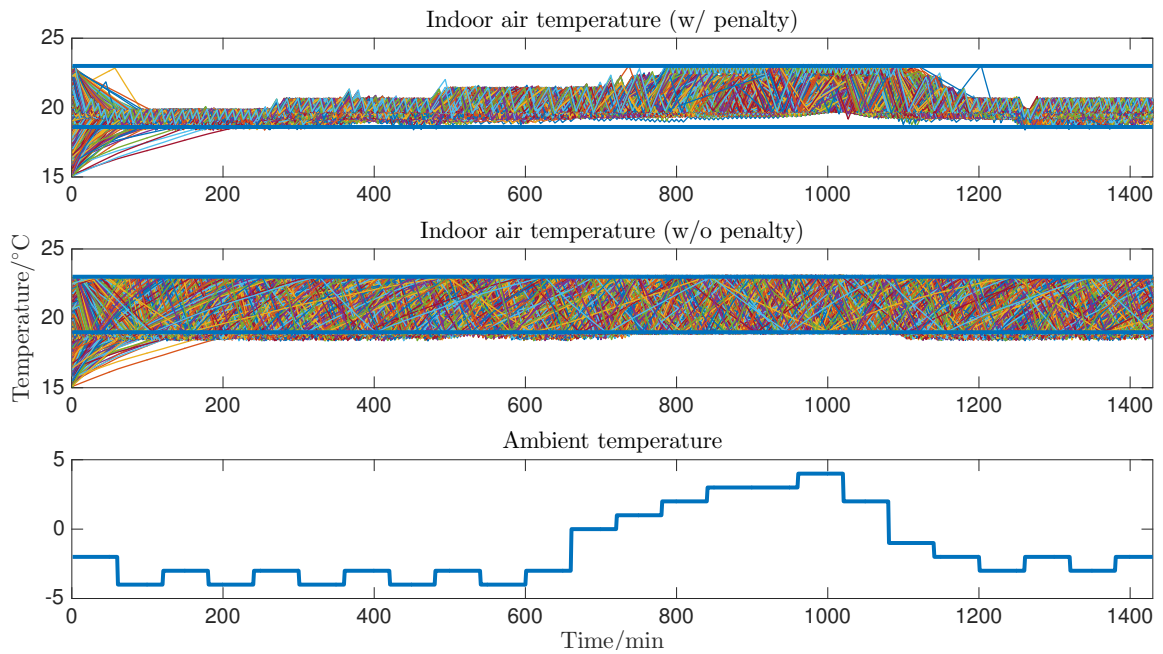 Indoor air temperature (w/ penalty)
25
20
15
0 200 400 600 800 1000 1200 1400
Indoor air temperature (w/o penalty)
25
20
15
0 200 400 600 800 1000 1200 1400
Temperature/°C
Ambient temperature
5
0
-5
0 200 400 600 800 1000 1200 1400
Time/min